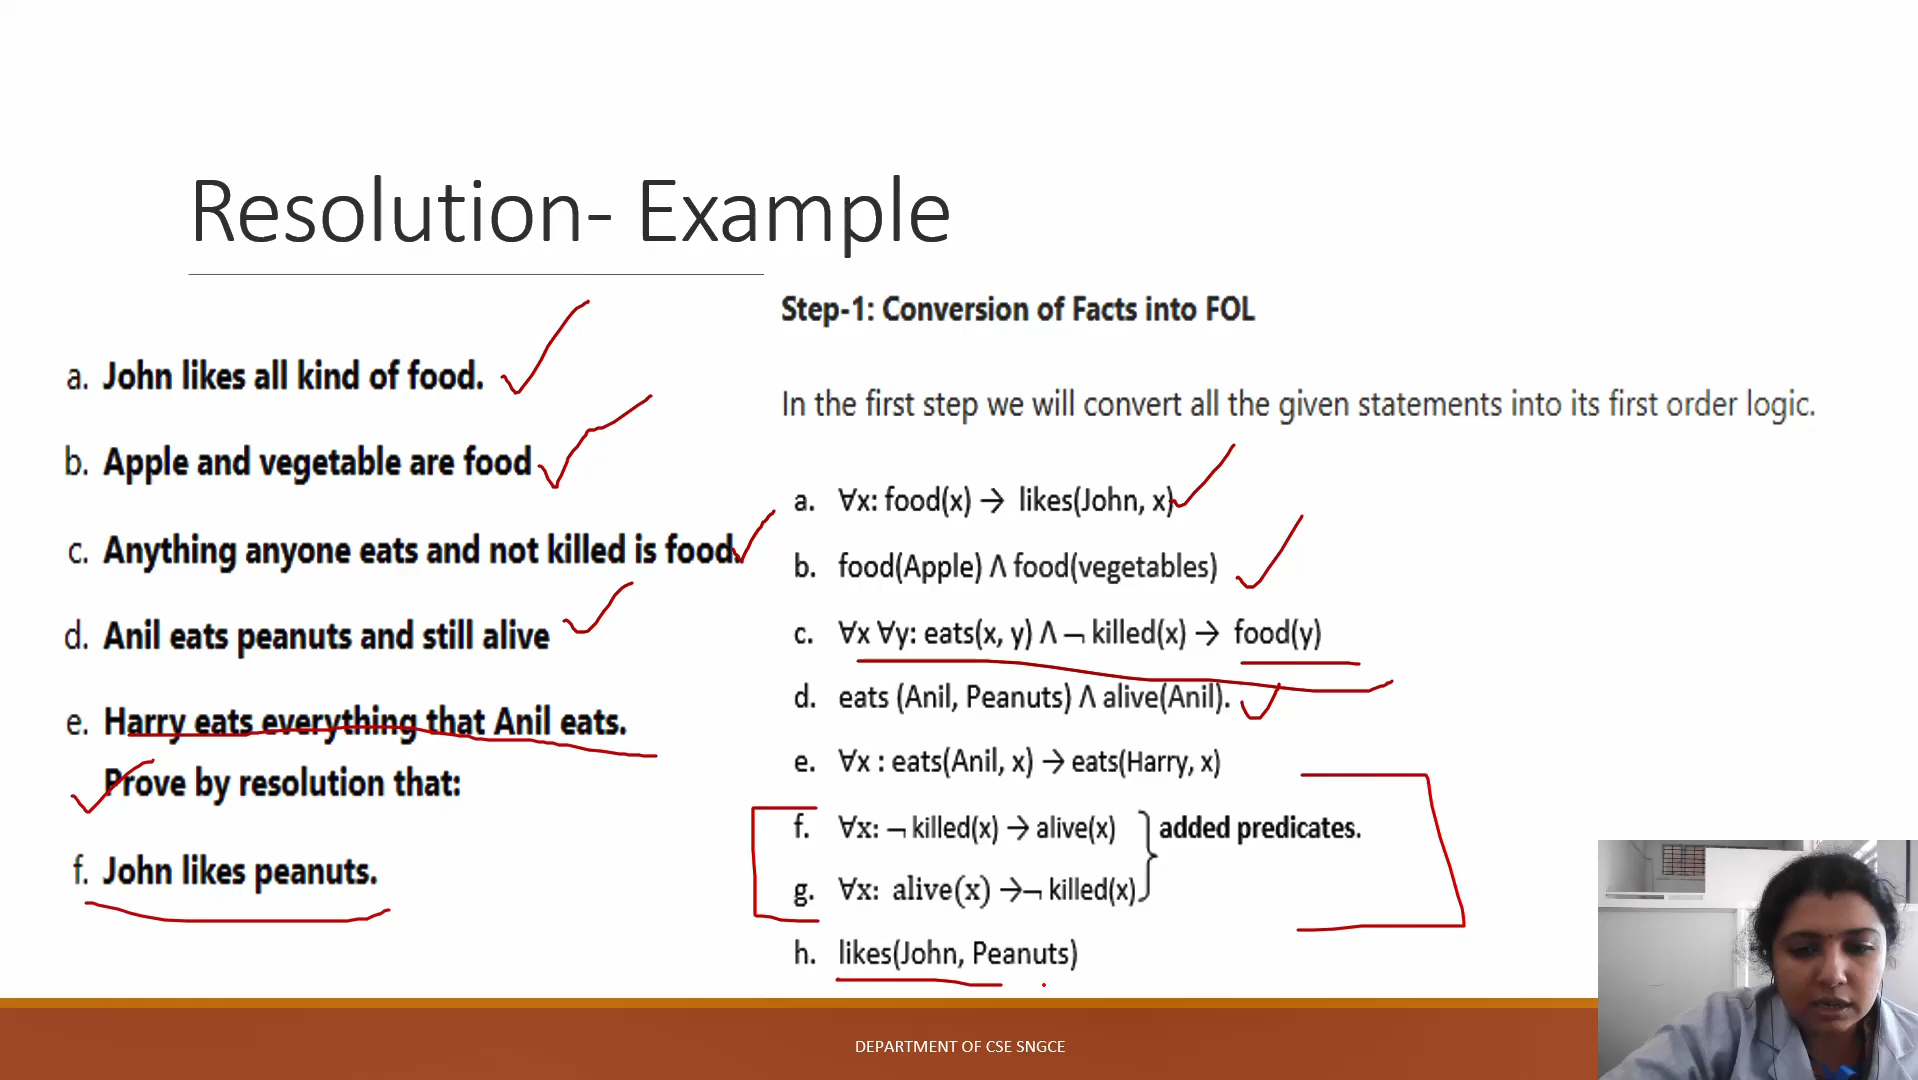 Resolution- Example
a. John likes all kind of food.
b. Apple and vegetable are food
c. Anything anyone eats and not killed is food.
d. Anil eats peanuts and still alive
e. Harry eats everything that Anil eats.
Prove by resolution that:
f. John likes peanuts.
Step-1: Conversion of Facts into FOL
In the first step we will convert all the given statements into its first order logic.
a. ∀x: food(x) → likes(John, x)
b. food(Apple) Λ food(vegetables)
c. ∀x ∀y: eats(x, y) Λ ¬ killed(x) → food(y)
d. eats (Anil, Peanuts) Λ alive(Anil).
e. ∀x : eats(Anil, x) → eats(Harry, x)
f. ∀x: ¬ killed(x) → alive(x) } added predicates.
g. ∀x: alive(x) →¬ killed(x)
h. likes(John, Peanuts)
DEPARTMENT OF CSE SNGCE